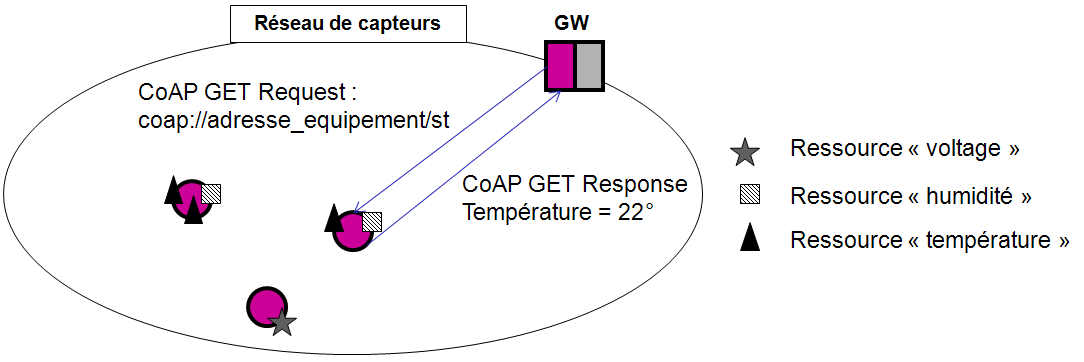 Réseau de capteurs
GW
CoAP GET Request :
coap://adresse_equipement/st
CoAP GET Response
Température = 22°
Ressource « voltage »
Ressource « humidité »
Ressource « température »